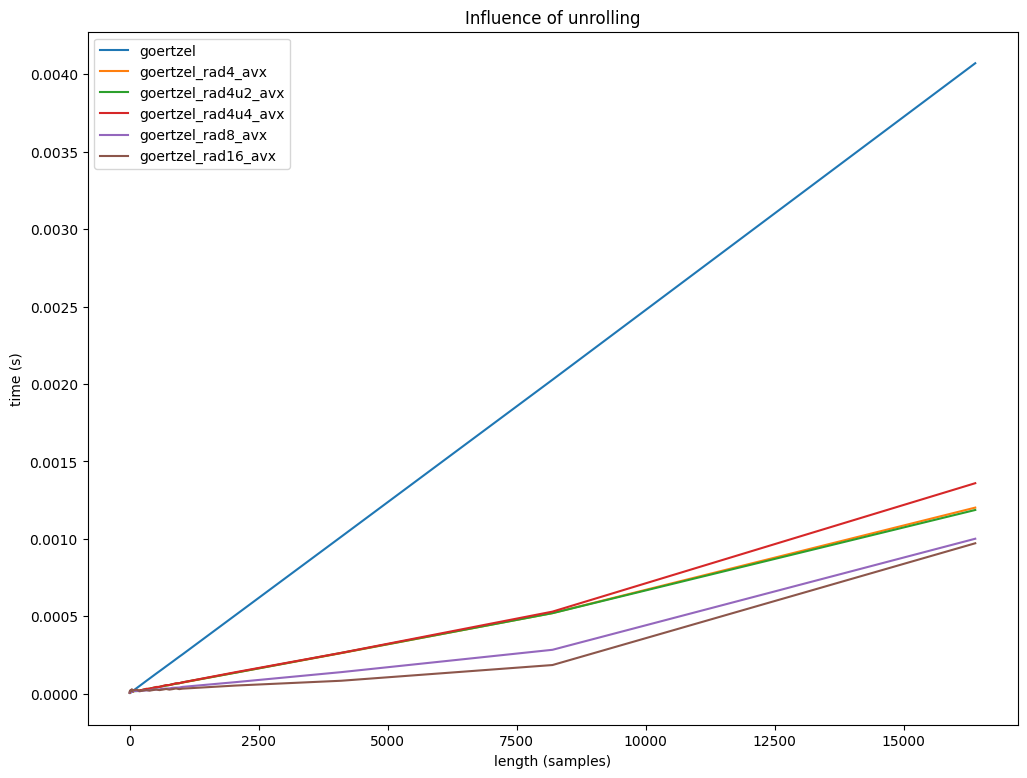 Influence of unrolling
goertzel
goertzel_rad4_avx
goertzel_rad4u2_avx
goertzel_rad4u4_avx
goertzel_rad8_avx
goertzel_rad16_avx
0.0040
0.0035
0.0030
0.0025
0.0020
0.0015
0.0010
0.0005
0.0000
time (s)
0 2500 5000 7500 10000 12500 15000
length (samples)